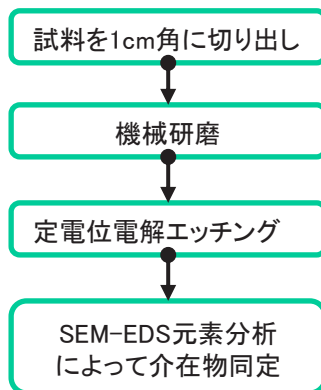 試料を1cm角に切り出し
機械研磨
定電位電解エッチング
SEM-EDS元素分析
によって介在物同定